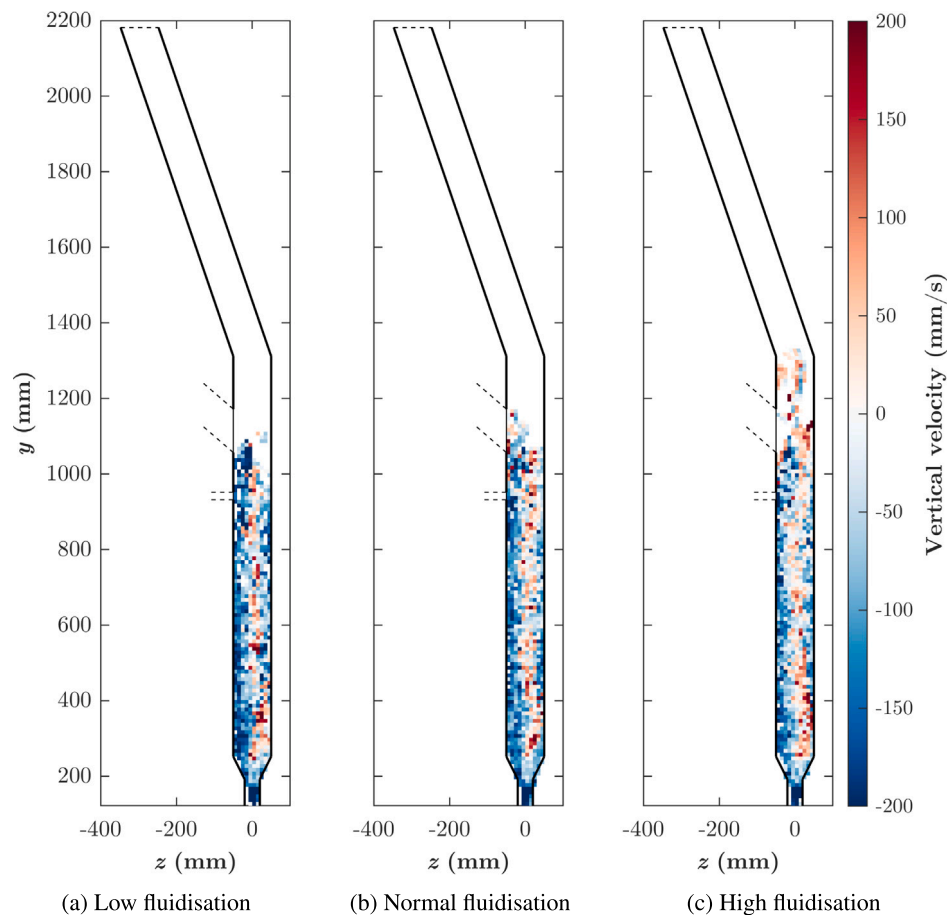 2200
2000
1800
1600
1400
1200
1000
800
600
400
200
y (mm)
-400 -200 0
-400 -200 0
-400 -200 0
z (mm)
z (mm)
z (mm)
200
150
100
50
0
-50
-100
-150
-200
Vertical velocity (mm/s)
(a) Low fluidisation
(b) Normal fluidisation
(c) High fluidisation